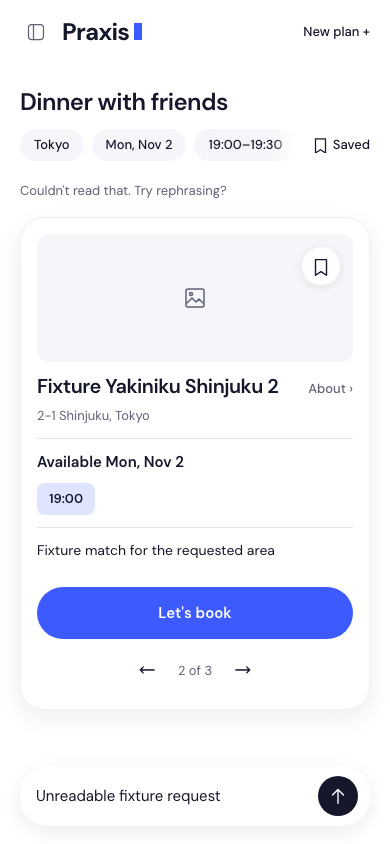 Praxis
New plan +
Dinner with friends
Tokyo
Mon, Nov 2
19:00–19:30
Saved
Couldn't read that. Try rephrasing?
Fixture Yakiniku Shinjuku 2
About ›
2-1 Shinjuku, Tokyo
Available Mon, Nov 2
19:00
Fixture match for the requested area
Let's book
← 2 of 3 →
Unreadable fixture request